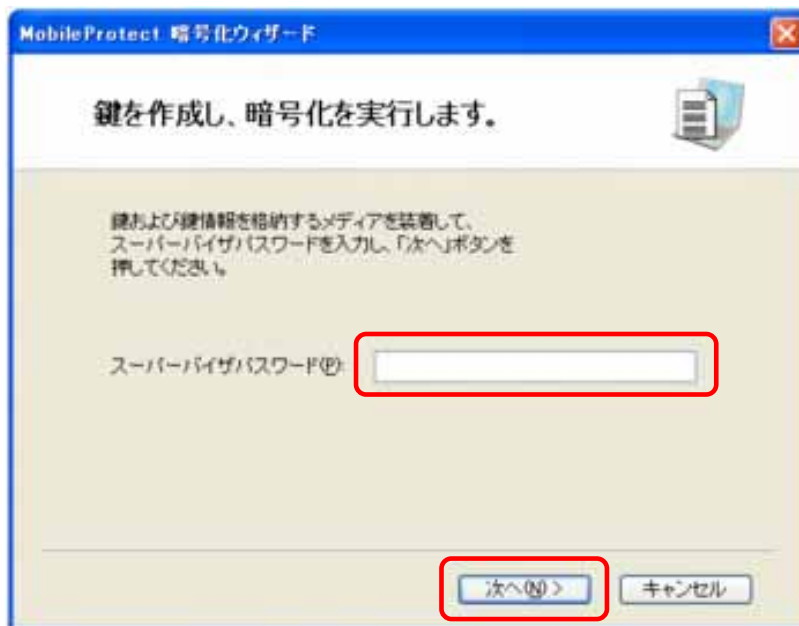 MobileProtect 暗号化ウィザード
鍵を作成し、暗号化を実行します。
鍵および鍵情報を格納するメディアを装着して、
スーパーバイザパスワードを入力し、「次へ」ボタンを
押してください。
スーパーバイザパスワード(P):
次へ(N) >
キャンセル